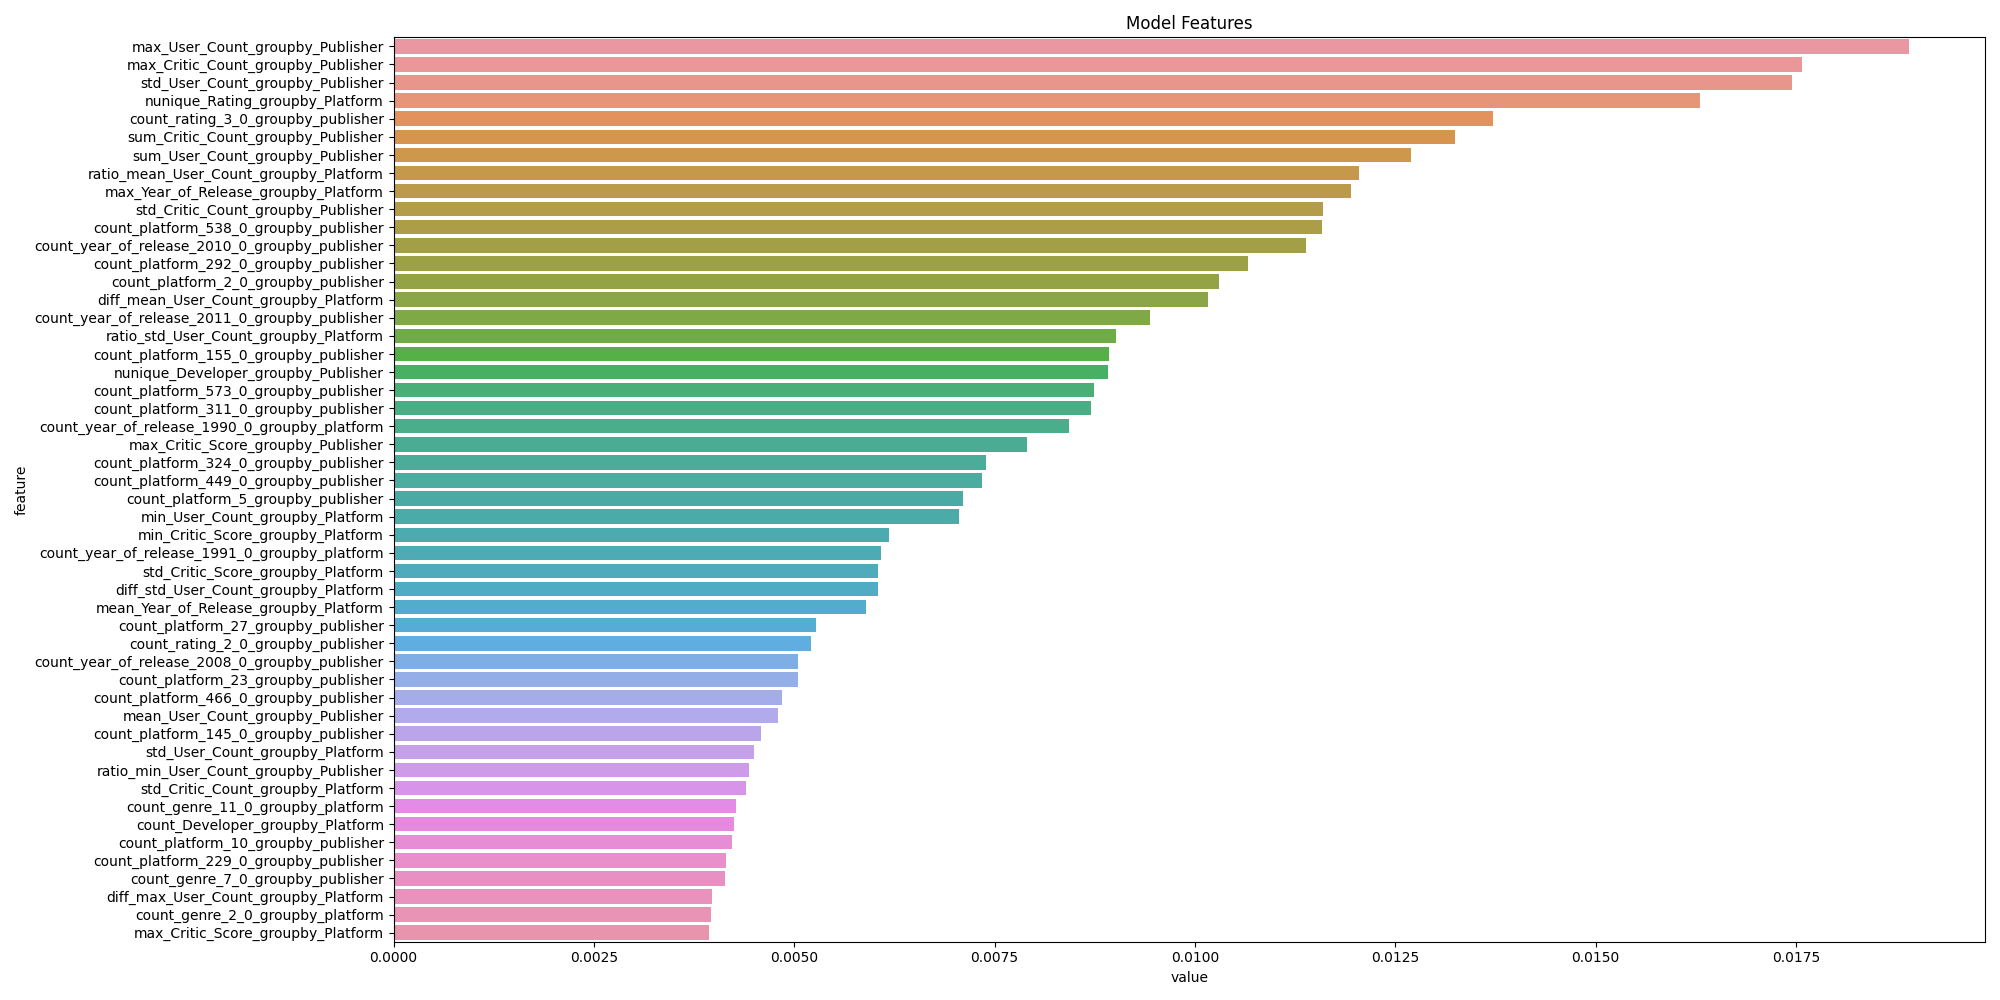 Model Features
max_User_Count_groupby_Publisher
max_Critic_Count_groupby_Publisher
std_User_Count_groupby_Publisher
nunique_Rating_groupby_Platform
count_rating_3_0_groupby_publisher
sum_Critic_Count_groupby_Publisher
sum_User_Count_groupby_Publisher
ratio_mean_User_Count_groupby_Platform
max_Year_of_Release_groupby_Platform
std_Critic_Count_groupby_Publisher
count_platform_538_0_groupby_publisher
count_year_of_release_2010_0_groupby_publisher
count_platform_292_0_groupby_publisher
count_platform_2_0_groupby_publisher
diff_mean_User_Count_groupby_Platform
count_year_of_release_2011_0_groupby_publisher
ratio_std_User_Count_groupby_Platform
count_platform_155_0_groupby_publisher
nunique_Developer_groupby_Publisher
count_platform_573_0_groupby_publisher
count_platform_311_0_groupby_publisher
count_year_of_release_1990_0_groupby_platform
max_Critic_Score_groupby_Publisher
count_platform_324_0_groupby_publisher
count_platform_449_0_groupby_publisher
count_platform_5_groupby_publisher
min_User_Count_groupby_Platform
min_Critic_Score_groupby_Platform
count_year_of_release_1991_0_groupby_platform
std_Critic_Score_groupby_Platform
diff_std_User_Count_groupby_Platform
mean_Year_of_Release_groupby_Platform
count_platform_27_groupby_publisher
count_rating_2_0_groupby_publisher
count_year_of_release_2008_0_groupby_publisher
count_platform_23_groupby_publisher
count_platform_466_0_groupby_publisher
mean_User_Count_groupby_Publisher
count_platform_145_0_groupby_publisher
std_User_Count_groupby_Platform
ratio_min_User_Count_groupby_Publisher
std_Critic_Count_groupby_Platform
count_genre_11_0_groupby_platform
count_Developer_groupby_Platform
count_platform_10_groupby_publisher
count_platform_229_0_groupby_publisher
count_genre_7_0_groupby_publisher
diff_max_User_Count_groupby_Platform
count_genre_2_0_groupby_platform
max_Critic_Score_groupby_Platform
feature
0.0000 0.0025 0.0050 0.0075 0.0100 0.0125 0.0150 0.0175
value